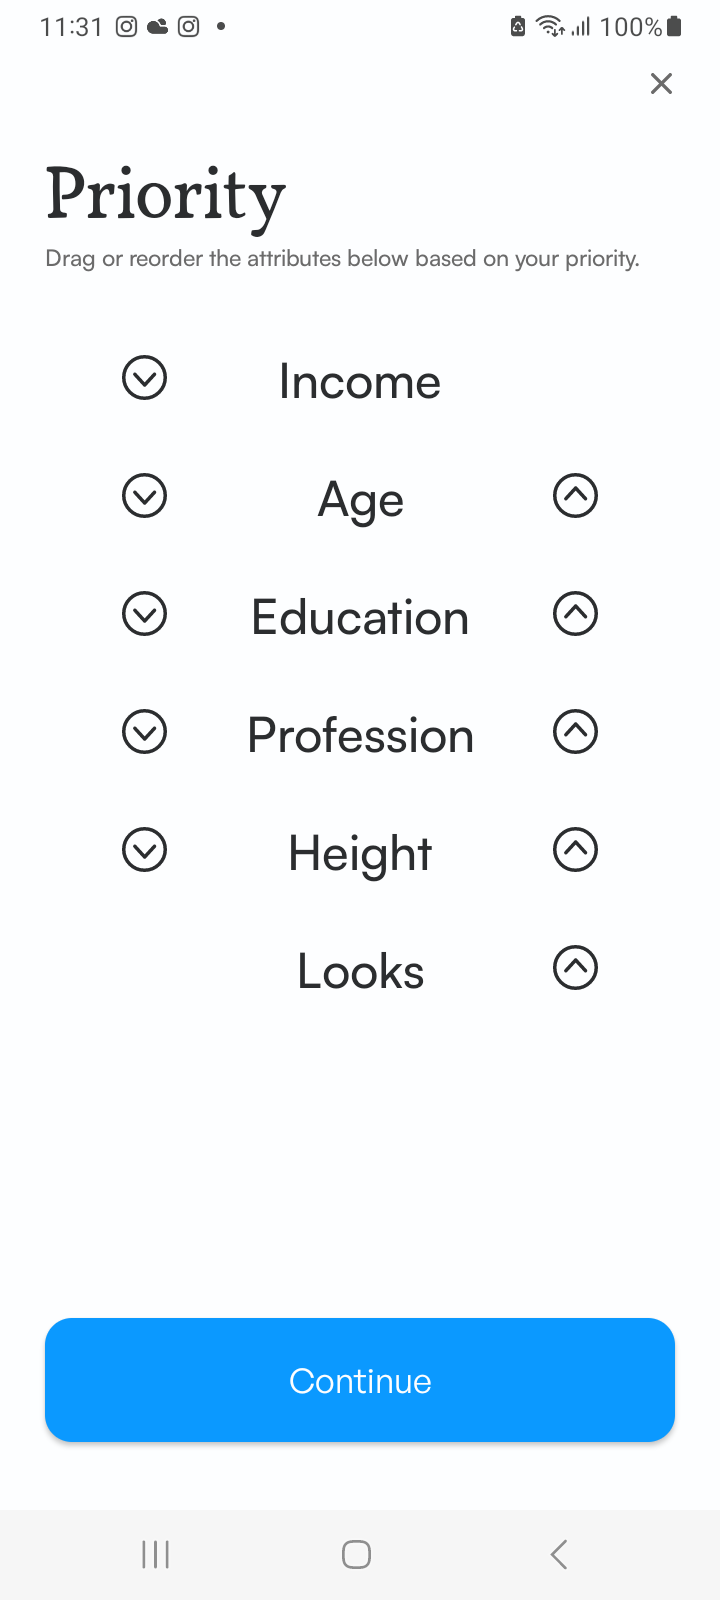 11:31
100%
Priority
Drag or reorder the attributes below based on your priority.
Income
Age
Education
Profession
Height
Looks
Continue